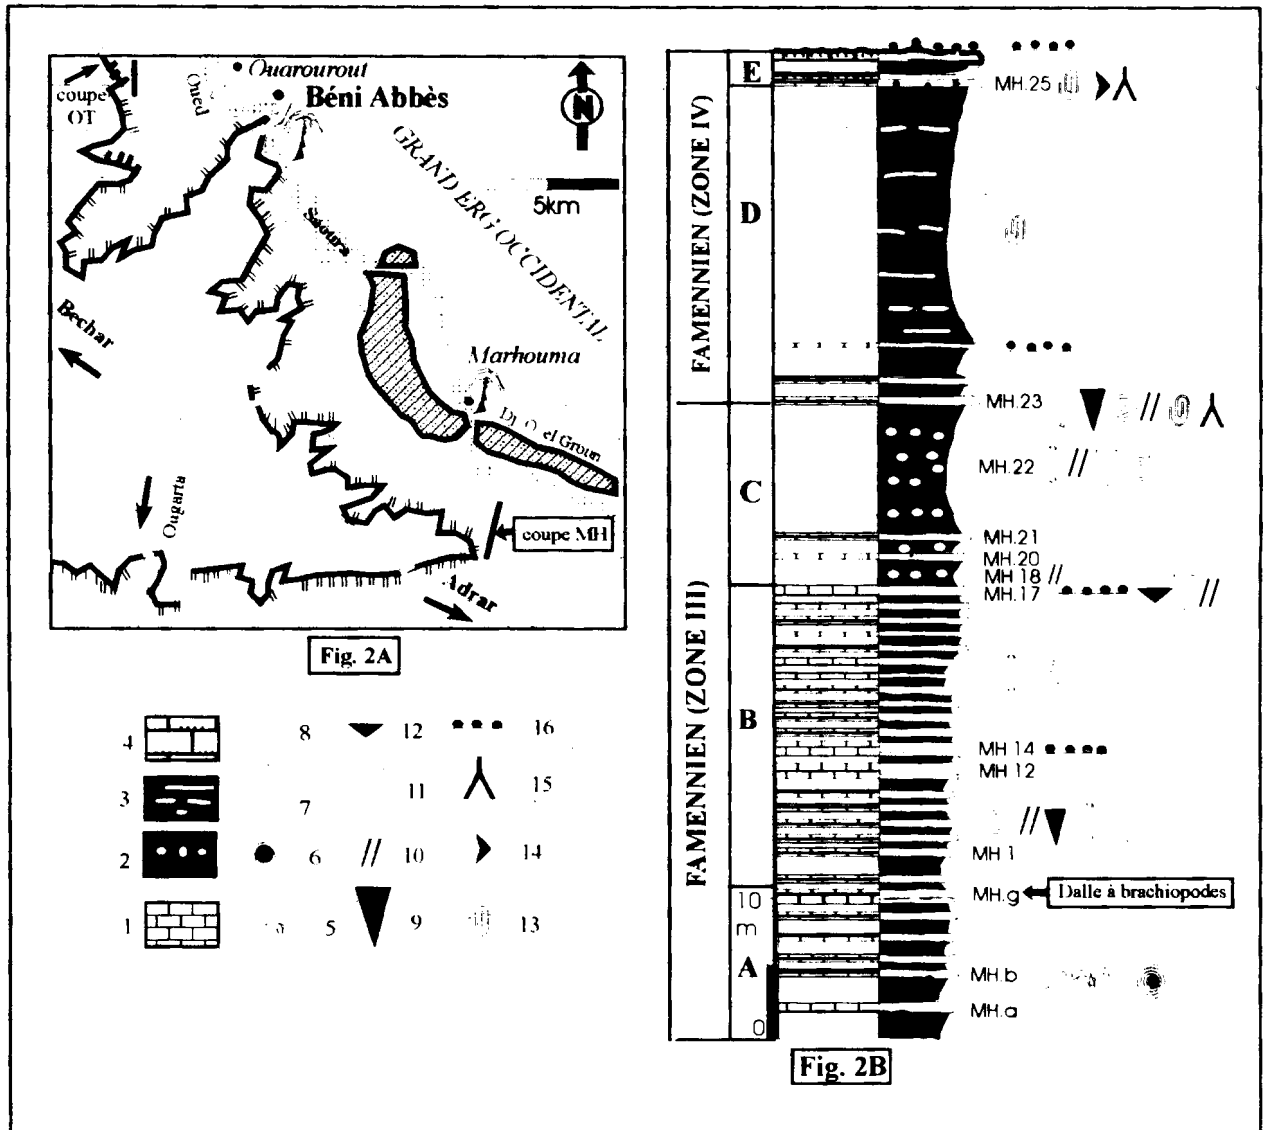 Ouarourout
Oued
coupe
OT
Béni Abbès
N
GRAND ERG OCCIDENTAL
5km
Saoura
Bechar
Marhouma
el Groun
Ougarta
coupe MH
Adrar
Fig. 2A
4
8
12
16
3
7
11
15
2
6
10
14
1
5
9
13
FAMENNIEN (ZONE IV)
FAMENNIEN (ZONE III)
E
D
C
B
A
10
m
0
MH.25
MH.23
MH.22
MH.21
MH.20
MH.18
MH.17
MH 14
MH 12
MH 1
MH.g
Dalle à brachiopodes
MH.b
MH.a
Fig. 2B